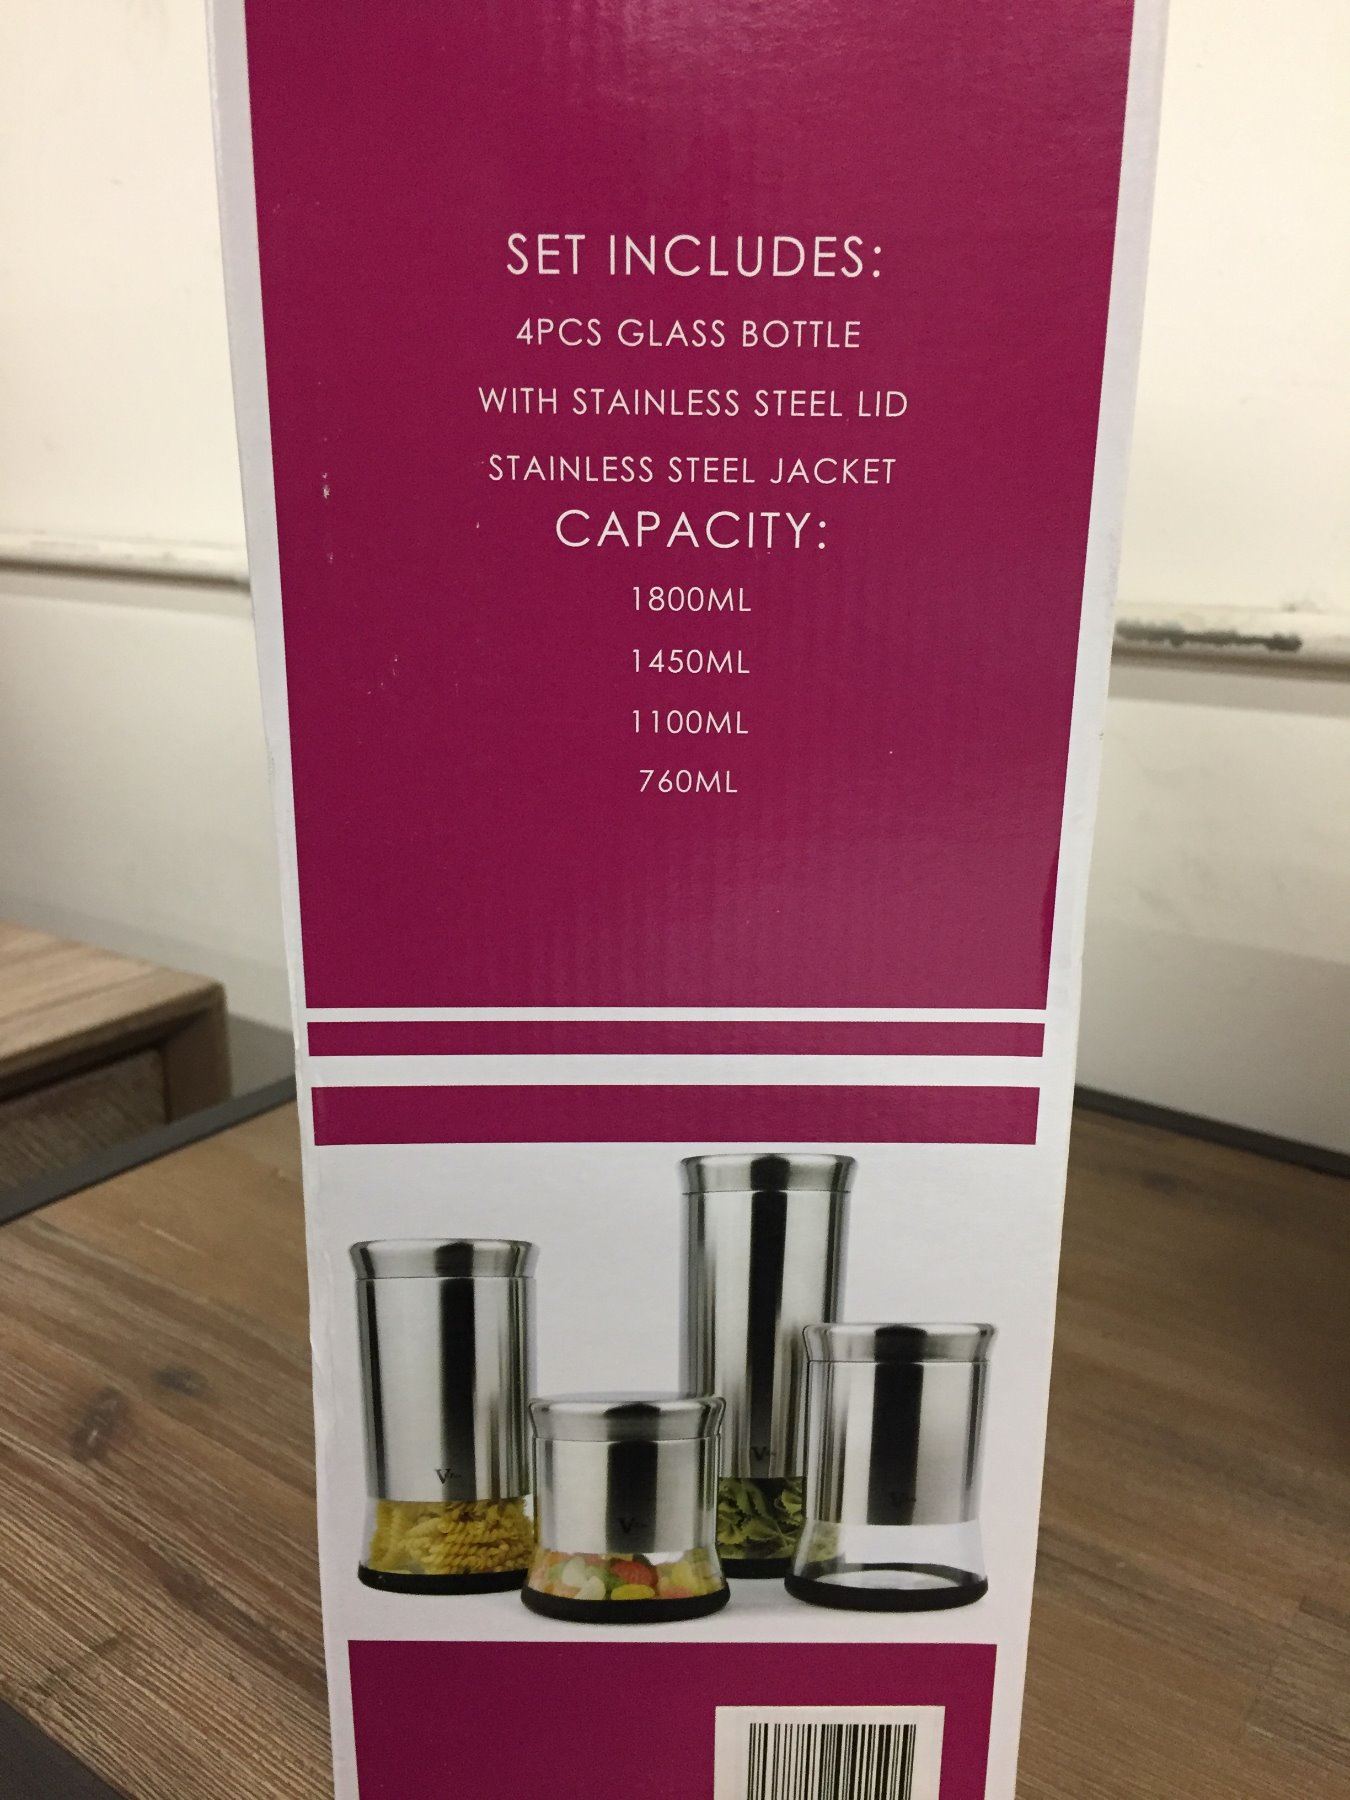 SET INCLUDES:
4PCS GLASS BOTTLE
WITH STAINLESS STEEL LID
STAINLESS STEEL JACKET
CAPACITY:
1800ML
1450ML
1100ML
760ML